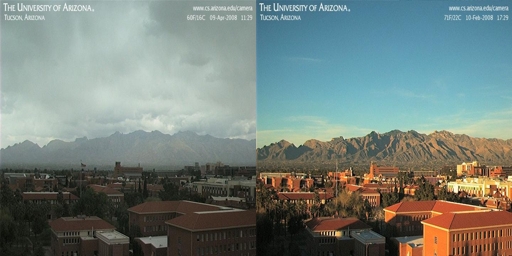 THE UNIVERSITY OF ARIZONA.
TUCSON, ARIZONA
www.cs.arizona.edu/camera
60F/16C 09-Apr-2008 11:29
THE UNIVERSITY OF ARIZONA.
TUCSON, ARIZONA
www.cs.arizona.edu/camera
71F/22C 10-Feb-2008 17:29